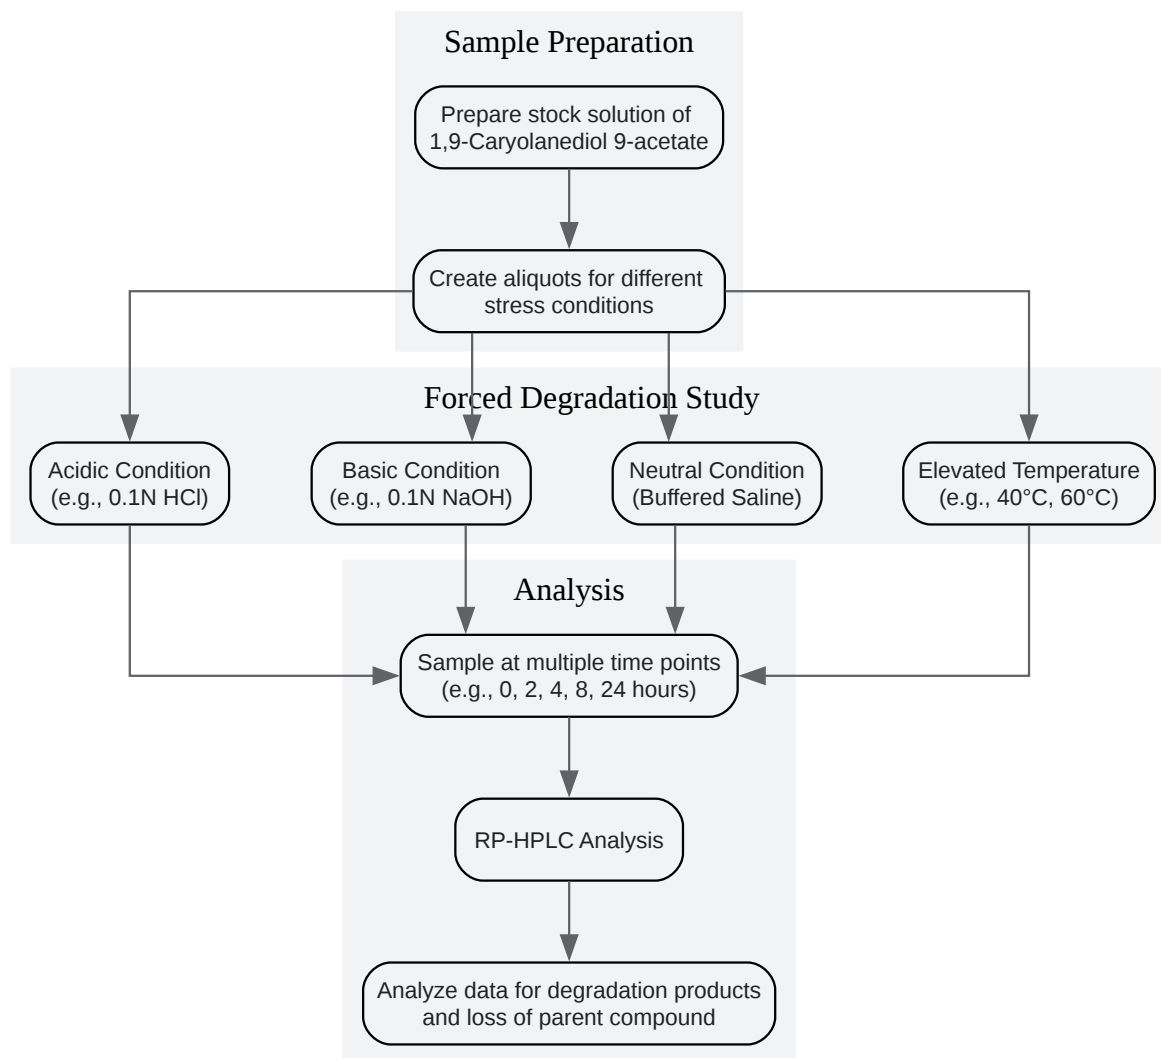 Sample Preparation
Prepare stock solution of
1,9-Caryolanediol 9-acetate
Create aliquots for different
stress conditions
Forced Degradation Study
Acidic Condition
(e.g., 0.1N HCl)
Basic Condition
(e.g., 0.1N NaOH)
Neutral Condition
(Buffered Saline)
Elevated Temperature
(e.g., 40°C, 60°C)
Analysis
Sample at multiple time points
(e.g., 0, 2, 4, 8, 24 hours)
RP-HPLC Analysis
Analyze data for degradation products
and loss of parent compound